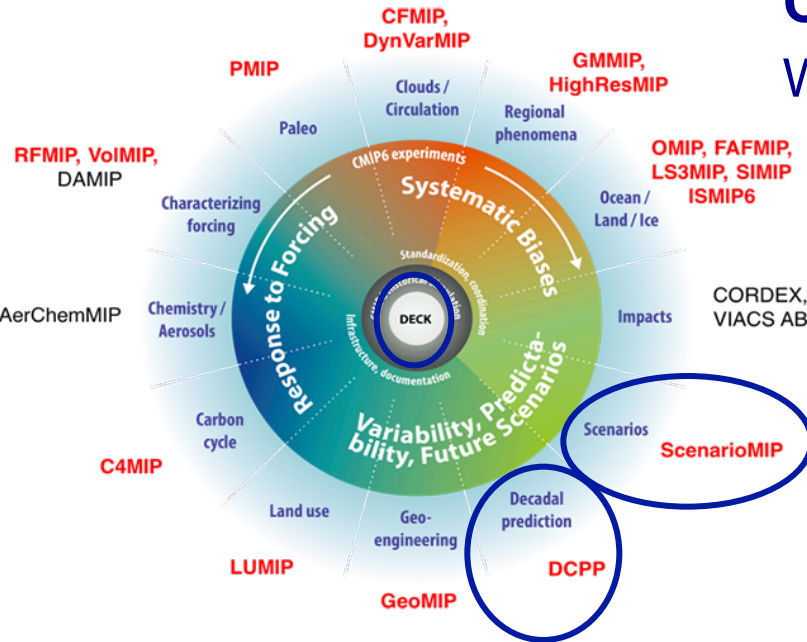 CFMIP,
DynVarMIP
PMIP
GMMIP,
HighResMIP
Clouds /
Circulation
Regional
phenomena
Paleo
RFMIP, VolMIP,
DAMIP
OMIP, FAFMIP,
LS3MIP, SIMIP
ISMIP6
CMIP6 experiments
Characterizing
forcing
Systematic Biases
Ocean /
Land / Ice
Response to Forcing
Standardization, coordination
AerChemMIP
Chemistry /
Aerosols
DECK
Impacts
CORDEX,
VIACS AB
Infrastructure, documentation
Variability, Predicta-
bility, Future Scenarios
Carbon
cycle
Scenarios
ScenarioMIP
C4MIP
Land use
Geo-
engineering
Decadal
prediction
LUMIP
DCPP
GeoMIP